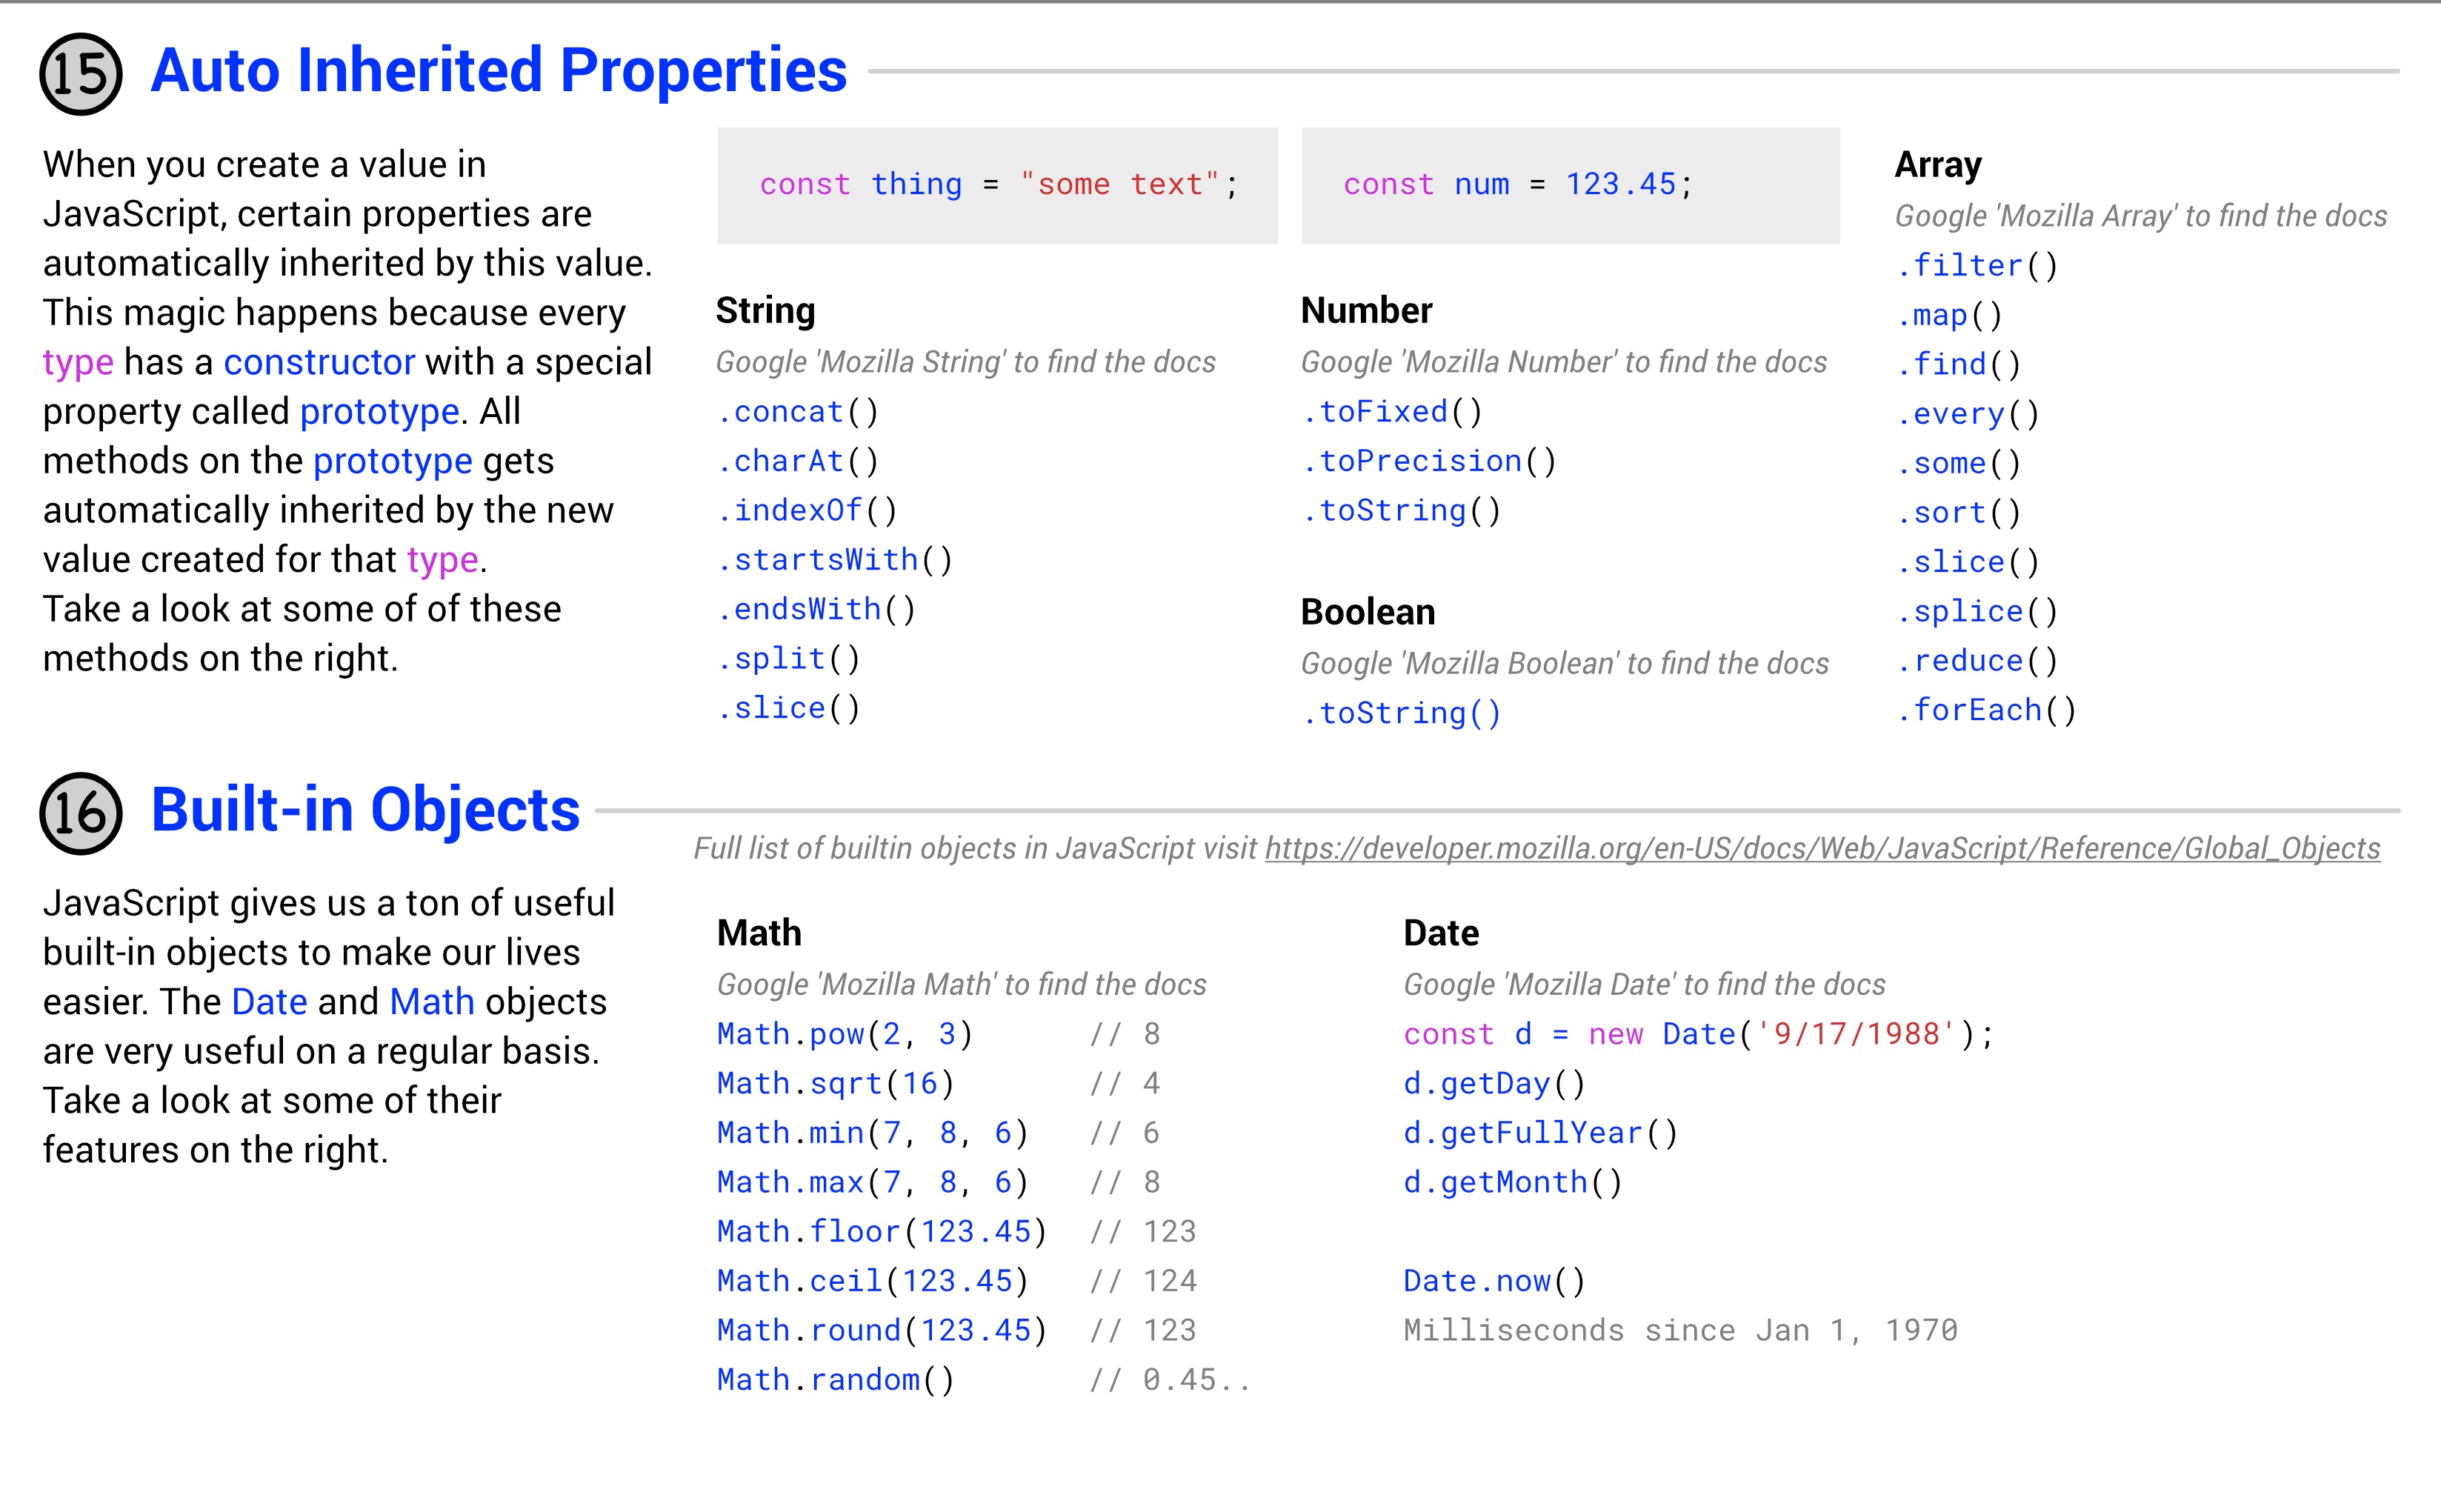 15 Auto Inherited Properties
When you create a value in
JavaScript, certain properties are
automatically inherited by this value.
This magic happens because every
type has a constructor with a special
property called prototype. All
methods on the prototype gets
automatically inherited by the new
value created for that type.
Take a look at some of of these
methods on the right.
const thing = "some text";
String
Google 'Mozilla String' to find the docs
.concat()
.charAt()
.indexOf()
.startsWith()
.endsWith()
.split()
.slice()
const num = 123.45;
Number
Google 'Mozilla Number' to find the docs
.toFixed()
.toPrecision()
.toString()
Boolean
Google 'Mozilla Boolean' to find the docs
.toString()
Array
Google 'Mozilla Array' to find the docs
.filter()
.map()
.find()
.every()
.some()
.sort()
.slice()
.splice()
.reduce()
.forEach()
16 Built-in Objects
Full list of builtin objects in JavaScript visit https://developer.mozilla.org/en-US/docs/Web/JavaScript/Reference/Global_Objects
JavaScript gives us a ton of useful
built-in objects to make our lives
easier. The Date and Math objects
are very useful on a regular basis.
Take a look at some of their
features on the right.
Math
Google 'Mozilla Math' to find the docs
Math.pow(2, 3) // 8
Math.sqrt(16) // 4
Math.min(7, 8, 6) // 6
Math.max(7, 8, 6) // 8
Math.floor(123.45) // 123
Math.ceil(123.45) // 124
Math.round(123.45) // 123
Math.random() // 0.45..
Date
Google 'Mozilla Date' to find the docs
const d = new Date('9/17/1988');
d.getDay()
d.getFullYear()
d.getMonth()
Date.now()
Milliseconds since Jan 1, 1970